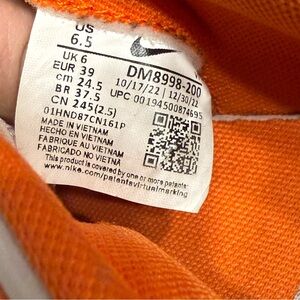 US
6.5
UK 6
EUR 39
cm 24.5
BR 37.5
CN 245(2.5)
DM8998-200
10/17/22 | 12/30/22
UPC 00194500874695
01HND87CN161P
MADE IN VIETNAM
HECHO EN VIETNAM
FABRIQUE AU VIETNAM
FABRICADO NO VIETNÃ
This product is covered by one or more patents:
www.nike.com/patentsvirtualmarking